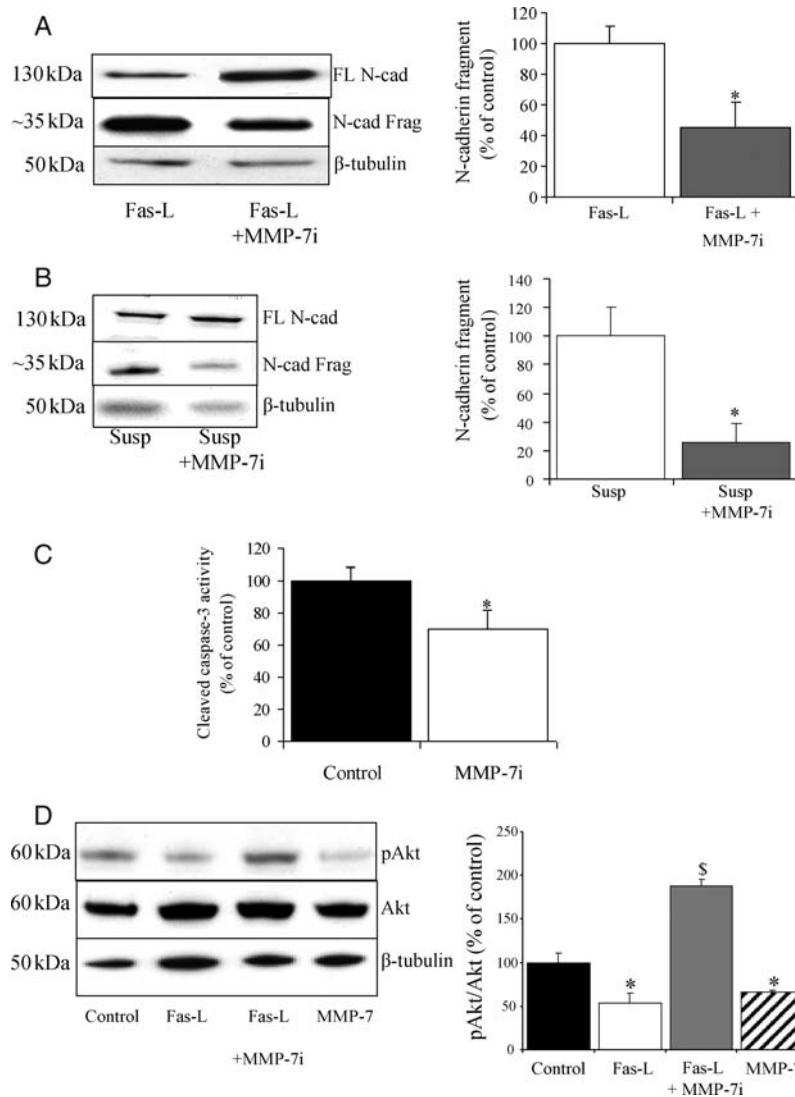 A
130 kDa
FL N-cad
~35 kDa
N-cad Frag
50 kDa
β-tubulin
Fas-L
Fas-L
+MMP-7i
N-cadherin fragment
(% of control)
120
100
80
60
40
20
0
*
Fas-L
Fas-L +
MMP-7i
B
130 kDa
FL N-cad
~35 kDa
N-cad Frag
50 kDa
β-tubulin
Susp
Susp
+MMP-7i
N-cadherin fragment
(% of control)
140
120
100
80
60
40
20
0
*
Susp
Susp
+MMP-7i
C
Cleaved caspase-3 activity
(% of control)
120
100
80
60
40
20
0
*
Control
MMP-7i
D
60 kDa
pAkt
60 kDa
Akt
50 kDa
β-tubulin
Control
Fas-L
Fas-L
MMP-7
+MMP-7i
pAkt/Akt (% of control)
250
200
150
100
50
0
*
$
*
Control
Fas-L
Fas-L
+ MMP-7i
MMP-7